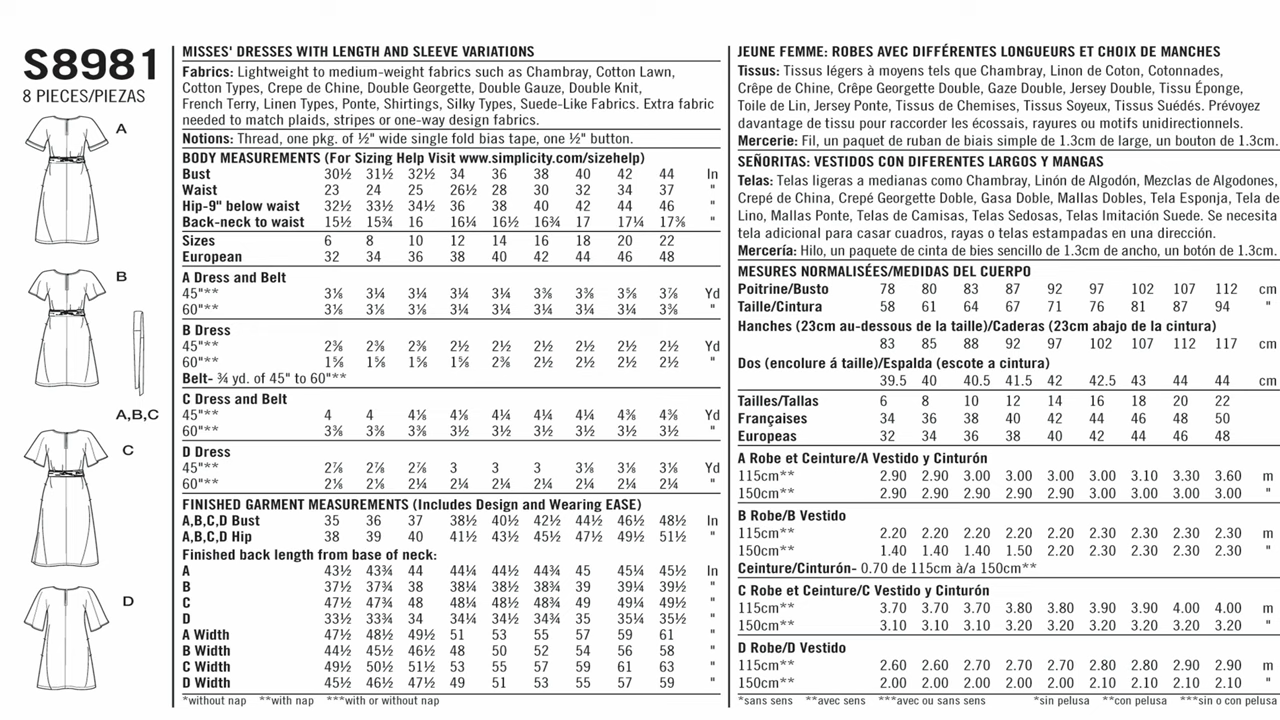 S8981
8 PIECES/PIEZAS
A
B
A,B,C
C
D
MISSES' DRESSES WITH LENGTH AND SLEEVE VARIATIONS
Fabrics: Lightweight to medium-weight fabrics such as Chambray, Cotton Lawn,
Cotton Types, Crepe de Chine, Double Georgette, Double Gauze, Double Knit,
French Terry, Linen Types, Ponte, Shirtings, Silky Types, Suede-Like Fabrics. Extra fabric
needed to match plaids, stripes or one-way design fabrics.
Notions: Thread, one pkg. of ½" wide single fold bias tape, one ½" button.
BODY MEASUREMENTS (For Sizing Help Visit www.simplicity.com/sizehelp)
Bust 30½ 31½ 32½ 34 36 38 40 42 44 In
Waist 23 24 25 26½ 28 30 32 34 37 "
Hip-9" below waist 32½ 33½ 34½ 36 38 40 42 44 46 "
Back-neck to waist 15½ 15¾ 16 16¼ 16½ 16¾ 17 17¼ 17⅜ "
Sizes 6 8 10 12 14 16 18 20 22
European 32 34 36 38 40 42 44 46 48
A Dress and Belt
45"** 3⅛ 3¼ 3¼ 3¼ 3¼ 3⅜ 3⅜ 3⅝ 3⅞ Yd
60"** 3⅛ 3⅛ 3⅛ 3¼ 3¼ 3¼ 3¼ 3¼ 3⅜ "
B Dress
45"** 2⅜ 2⅜ 2⅜ 2½ 2½ 2½ 2½ 2½ 2½ Yd
60"** 1⅝ 1⅝ 1⅝ 1⅝ 2⅜ 2½ 2½ 2½ 2½ "
Belt- ¾ yd. of 45" to 60"**
C Dress and Belt
45"** 4 4 4⅛ 4⅛ 4¼ 4¼ 4¼ 4⅜ 4⅜ Yd
60"** 3⅜ 3⅜ 3⅜ 3½ 3½ 3½ 3½ 3½ 3½ "
D Dress
45"** 2⅞ 2⅞ 2⅞ 3 3 3 3⅛ 3⅛ 3⅛ Yd
60"** 2⅛ 2⅛ 2¼ 2¼ 2¼ 2¼ 2¼ 2¼ 2¼ "
FINISHED GARMENT MEASUREMENTS (Includes Design and Wearing EASE)
A,B,C,D Bust 35 36 37 38½ 40½ 42½ 44½ 46½ 48½ In
A,B,C,D Hip 38 39 40 41½ 43½ 45½ 47½ 49½ 51½ "
Finished back length from base of neck:
A 43½ 43¾ 44 44¼ 44½ 44¾ 45 45¼ 45½ In
B 37½ 37¾ 38 38¼ 38½ 38¾ 39 39¼ 39½ "
C 47½ 47¾ 48 48¼ 48½ 48¾ 49 49¼ 49½ "
D 33½ 33¾ 34 34¼ 34½ 34¾ 35 35¼ 35½ "
A Width 47½ 48½ 49½ 51 53 55 57 59 61 "
B Width 44½ 45½ 46½ 48 50 52 54 56 58 "
C Width 49½ 50½ 51½ 53 55 57 59 61 63 "
D Width 45½ 46½ 47½ 49 51 53 55 57 59 "
*without nap **with nap ***with or without nap
JEUNE FEMME: ROBES AVEC DIFFÉRENTES LONGUEURS ET CHOIX DE MANCHES
Tissus: Tissus légers à moyens tels que Chambray, Linon de Coton, Cotonnades,
Crêpe de Chine, Crêpe Georgette Double, Gaze Double, Jersey Double, Tissu Éponge,
Toile de Lin, Jersey Ponte, Tissus de Chemises, Tissus Soyeux, Tissus Suédés. Prévoyez
davantage de tissu pour raccorder les écossais, rayures ou motifs unidirectionnels.
Mercerie: Fil, un paquet de ruban de biais simple de 1.3cm de large, un bouton de 1.3cm.
SEÑORITAS: VESTIDOS CON DIFERENTES LARGOS Y MANGAS
Telas: Telas ligeras a medianas como Chambray, Linón de Algodón, Mezclas de Algodones,
Crepé de China, Crepé Georgette Doble, Gasa Doble, Mallas Dobles, Tela Esponja, Tela de
Lino, Mallas Ponte, Telas de Camisas, Telas Sedosas, Telas Imitación Suede. Se necesita
tela adicional para casar cuadros, rayas o telas estampadas en una dirección.
Mercería: Hilo, un paquete de cinta de bies sencillo de 1.3cm de ancho, un botón de 1.3cm.
MESURES NORMALISÉES/MEDIDAS DEL CUERPO
Poitrine/Busto 78 80 83 87 92 97 102 107 112 cm
Taille/Cintura 58 61 64 67 71 76 81 87 94 "
Hanches (23cm au-dessous de la taille)/Caderas (23cm abajo de la cintura)
83 85 88 92 97 102 107 112 117 cm
Dos (encolure á taille)/Espalda (escote a cintura)
39.5 40 40.5 41.5 42 42.5 43 44 44 cm
Tailles/Tallas 6 8 10 12 14 16 18 20 22
Françaises 34 36 38 40 42 44 46 48 50
Europeas 32 34 36 38 40 42 44 46 48
A Robe et Ceinture/A Vestido y Cinturón
115cm** 2.90 2.90 3.00 3.00 3.00 3.00 3.10 3.30 3.60 m
150cm** 2.90 2.90 2.90 2.90 2.90 3.00 3.00 3.00 3.00 "
B Robe/B Vestido
115cm** 2.20 2.20 2.20 2.20 2.20 2.30 2.30 2.30 2.30 m
150cm** 1.40 1.40 1.40 1.50 2.20 2.30 2.30 2.30 2.30 "
Ceinture/Cinturón- 0.70 de 115cm à/a 150cm**
C Robe et Ceinture/C Vestido y Cinturón
115cm** 3.70 3.70 3.70 3.80 3.80 3.90 3.90 4.00 4.00 m
150cm** 3.10 3.10 3.10 3.20 3.20 3.20 3.20 3.20 3.20 "
D Robe/D Vestido
115cm** 2.60 2.60 2.70 2.70 2.70 2.80 2.80 2.90 2.90 m
150cm** 2.00 2.00 2.00 2.00 2.00 2.10 2.10 2.10 2.10 "
*sans sens **avec sens ***avec ou sans sens *sin pelusa **con pelusa ***sin o con pelusa